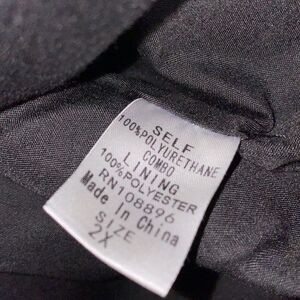 SELF
100%POLYURETHANE
COMBO
LINING
100%POLYESTER
RN108896
Made In China
SIZE
2X